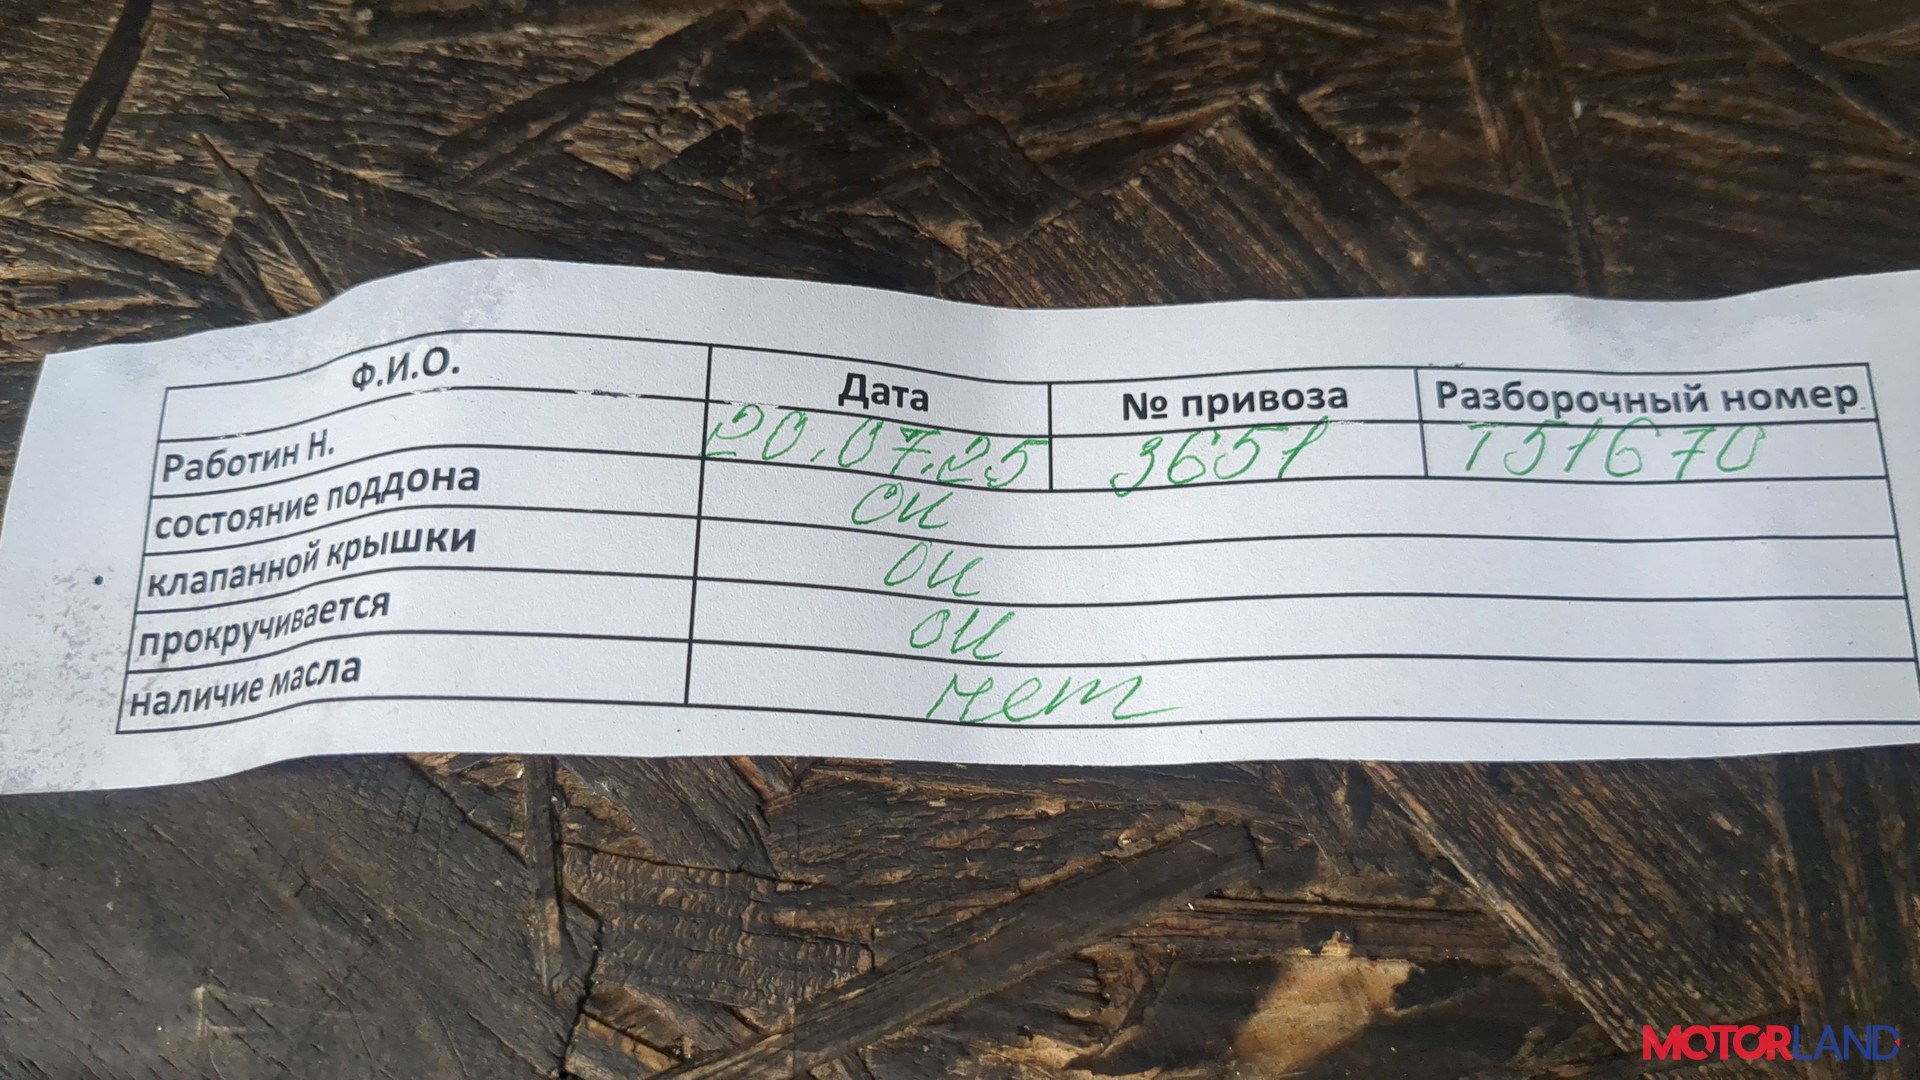 Ф.И.О. Дата № привоза Разборочный номер
Работин Н. 20.07.25 3651 Т51670
состояние поддона ок
клапанной крышки ок
прокручивается ок
наличие масла нет
MOTORLAND